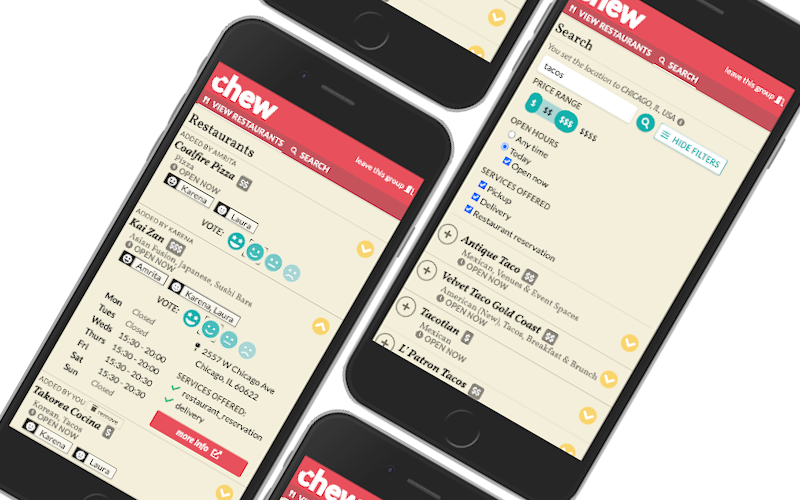 chew
VIEW RESTAURANTS
SEARCH
leave this group
Restaurants
ADDED BY AMRITA
Coalfire Pizza $$
Pizza
OPEN NOW
Karena
Laura
VOTE:
ADDED BY KARENA
Kai Zan $$$
Asian Fusion, Japanese, Sushi Bars
OPEN NOW
Amrita
Karena, Laura
VOTE:
Mon Closed
Tues Closed
Weds 15:30 - 20:00
Thurs 15:30 - 20:00
Fri 15:30 - 20:30
Sat 15:30 - 20:30
Sun Closed
2557 W Chicago Ave
Chicago, IL 60622
SERVICES OFFERED:
restaurant_reservation
delivery
more info
ADDED BY YOU
remove
Takorea Cocina $
Korean, Tacos
OPEN NOW
Karena
Laura
chew
VIEW RESTAURANTS
SEARCH
leave this group
Search
You set the location to CHICAGO, IL, USA
tacos
PRICE RANGE
$ $$ $$$ $$$$
HIDE FILTERS
OPEN HOURS
Any time
Today
Open now
SERVICES OFFERED
Pickup
Delivery
Restaurant reservation
Antique Taco $$
Mexican, Venues & Event Spaces
OPEN NOW
Velvet Taco Gold Coast $$
American (New), Tacos, Breakfast & Brunch
OPEN NOW
Tacotian $
Mexican
OPEN NOW
L' Patron Tacos $$
chew